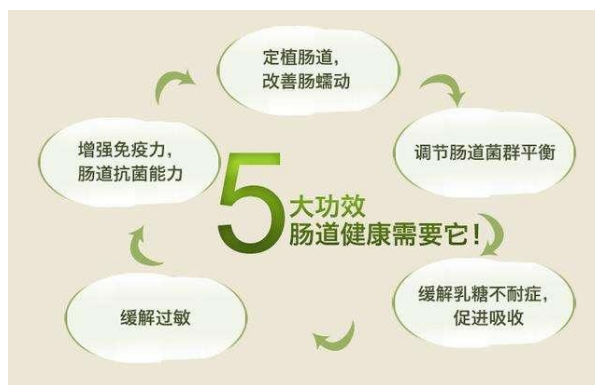 定植肠道，
改善肠蠕动
调节肠道菌群平衡
缓解乳糖不耐症，
促进吸收
缓解过敏
增强免疫力，
肠道抗菌能力
5
大功效
肠道健康需要它！